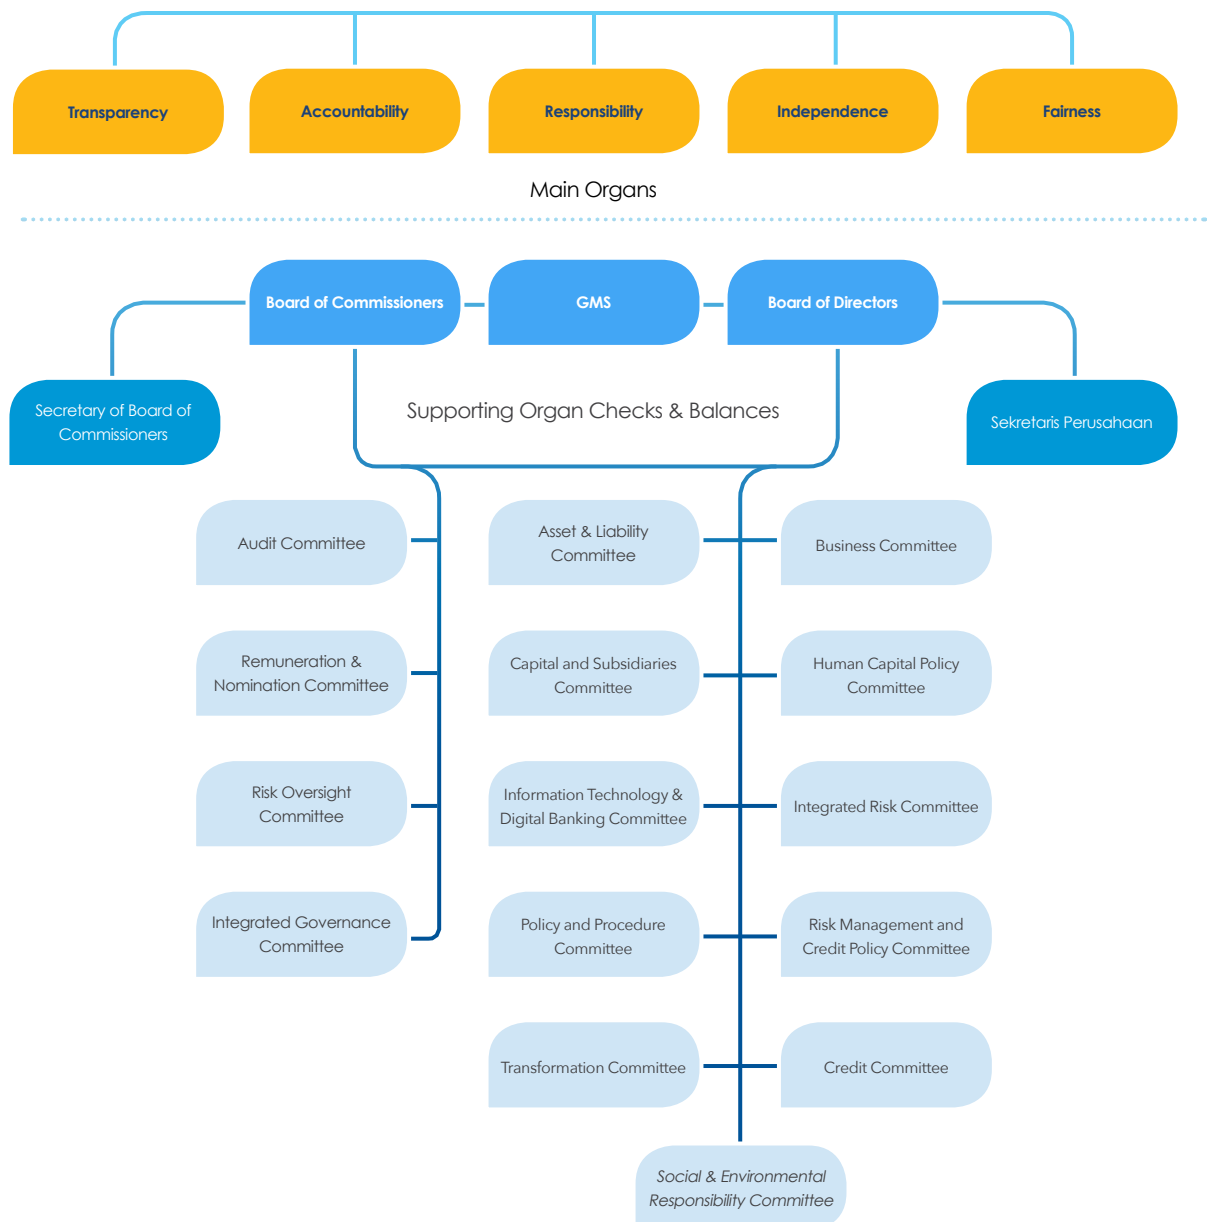 Transparency
Accountability
Responsibility
Independence
Fairness
Main Organs
Board of Commissioners
GMS
Board of Directors
Secretary of Board of
Commissioners
Supporting Organ Checks & Balances
Sekretaris Perusahaan
Audit Committee
Asset & Liability
Committee
Business Committee
Remuneration &
Nomination Committee
Capital and Subsidiaries
Committee
Human Capital Policy
Committee
Risk Oversight
Committee
Information Technology &
Digital Banking Committee
Integrated Risk Committee
Integrated Governance
Committee
Policy and Procedure
Committee
Risk Management and
Credit Policy Committee
Transformation Committee
Credit Committee
Social & Environmental
Responsibility Committee